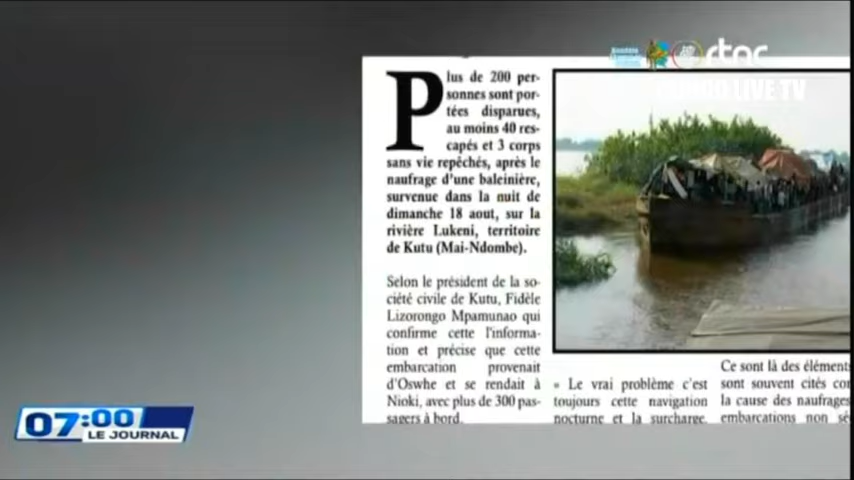 rtnc
LIVE TV
Plus de 200 per-
sonnes sont por-
tées disparues,
au moins 40 res-
capés et 3 corps
sans vie repêchés, après le
naufrage d'une baleinière,
survenue dans la nuit de
dimanche 18 aout, sur la
rivière Lukeni, territoire
de Kutu (Mai-Ndombe).
Selon le président de la so-
ciété civile de Kutu, Fidèle
Lizorongo Mpamunao qui
confirme cette l'informa-
tion et précise que cette
embarcation provenait
d'Oswhe et se rendait à
Nioki, avec plus de 300 pas-
sagers à bord.
« Le vrai problème c'est
toujours cette navigation
nocturne et la surcharge.
Ce sont là des éléments
sont souvent cités co
la cause des naufrages
embarcations non sé
07:00
LE JOURNAL